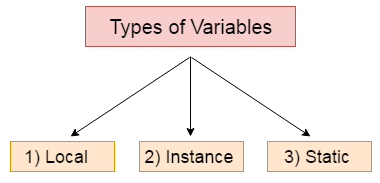 Types of Variables
1) Local
2) Instance
3) Static